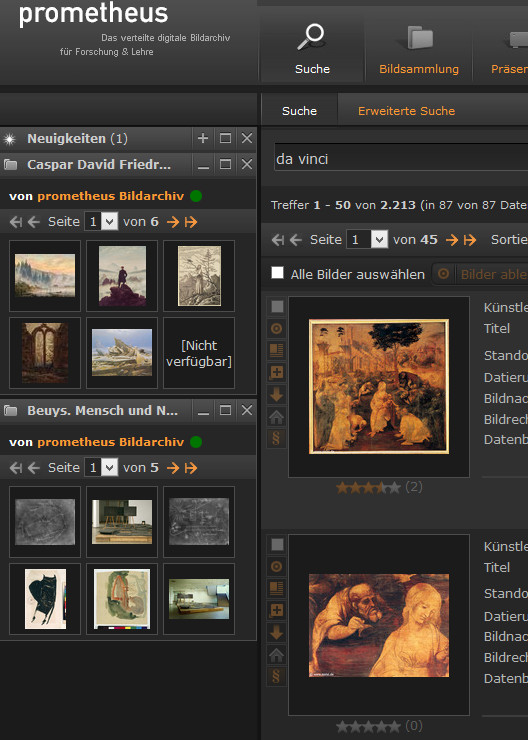 prometheus
Das verteilte digitale Bildarchiv
für Forschung & Lehre
Suche
Bildsammlung
Präsen
Neuigkeiten (1)
Caspar David Friedr...
von prometheus Bildarchiv
Seite 1 von 6
[Nicht
verfügbar]
Beuys. Mensch und N...
von prometheus Bildarchiv
Seite 1 von 5
Suche
Erweiterte Suche
da vinci
Treffer 1 - 50 von 2.213 (in 87 von 87 Date
Seite 1 von 45 Sortie
Alle Bilder auswählen Bilder able
Künstle
Titel
Stando
Datieru
Bildnac
Bildrech
Datenb
(2)
Künstle
Titel
Stando
Datieru
Bildnac
Bildrech
Datenb
(0)